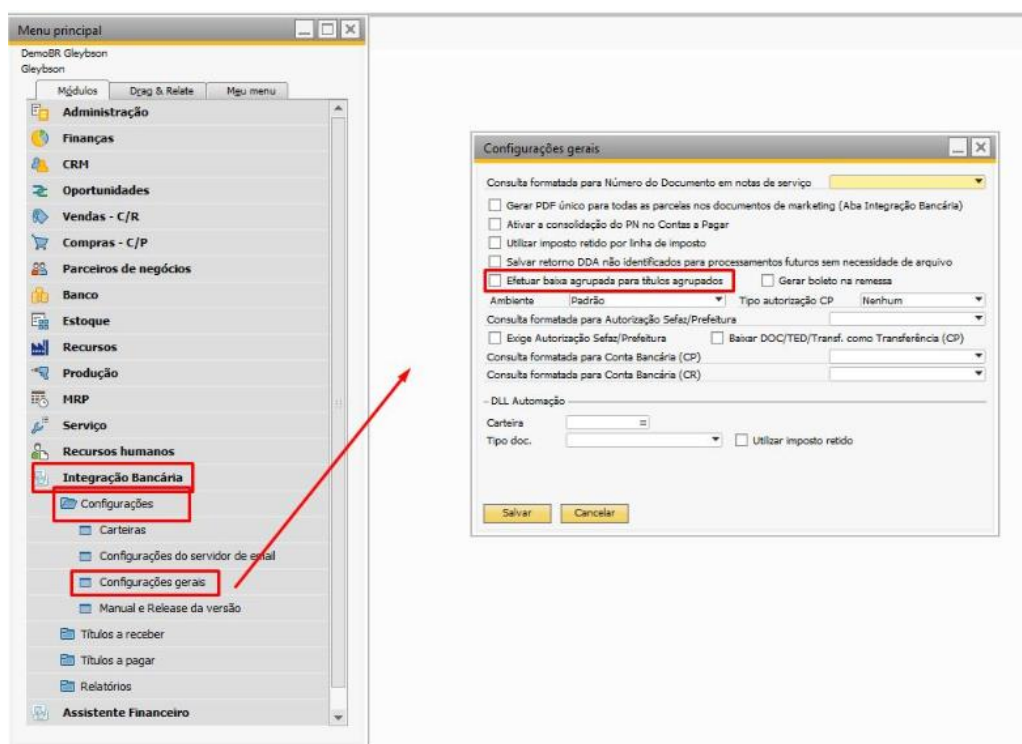 Menu principal
DemoBR Gleybson
Gleybson
Módulos Drag & Relate Meu menu
Administração
Finanças
CRM
Oportunidades
Vendas - C/R
Compras - C/P
Parceiros de negócios
Banco
Estoque
Recursos
Produção
MRP
Serviço
Recursos humanos
Integração Bancária
Configurações
Carteiras
Configurações do servidor de email
Configurações gerais
Manual e Release da versão
Títulos a receber
Títulos a pagar
Relatórios
Assistente Financeiro
Configurações gerais
Consulta formatada para Número do Documento em notas de serviço
Gerar PDF único para todas as parcelas nos documentos de marketing (Aba Integração Bancária)
Ativar a consolidação do PN no Contas a Pagar
Utilizar imposto retido por linha de imposto
Salvar retorno DDA não identificados para processamentos futuros sem necessidade de arquivo
Efetuar baixa agrupada para títulos agrupados Gerar boleto na remessa
Ambiente Padrão Tipo autorização CP Nenhum
Consulta formatada para Autorização Sefaz/Prefeitura
Exige Autorização Sefaz/Prefeitura Baixar DOC/TED/Transf. como Transferência (CP)
Consulta formatada para Conta Bancária (CP)
Consulta formatada para Conta Bancária (CR)
DLL Automação
Carteira
Tipo doc. Utilizar imposto retido
Salvar Cancelar